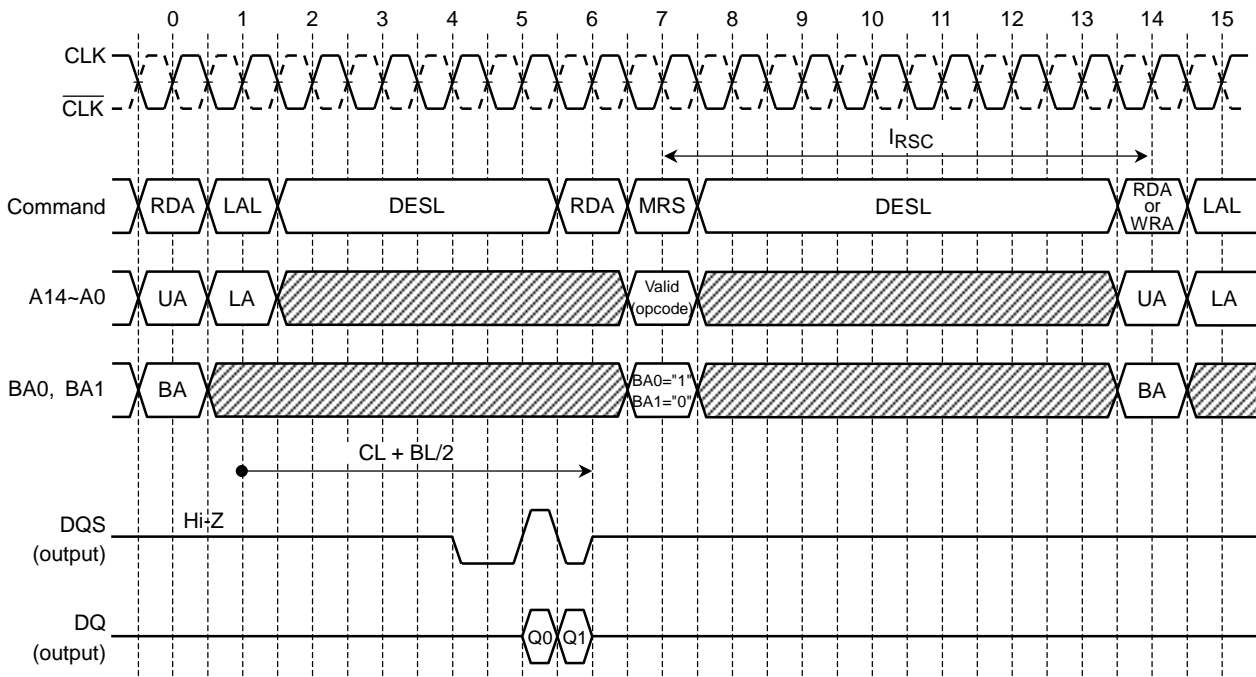 0 1 2 3 4 5 6 7 8 9 10 11 12 13 14 15
CLK
CLK
IRSC
Command RDA LAL DESL RDA MRS DESL RDA or WRA LAL
A14~A0 UA LA Valid (opcode) UA LA
BA0, BA1 BA BA0="1" BA1="0" BA
CL + BL/2
Hi-Z
DQS
(output)
DQ Q0 Q1
(output)